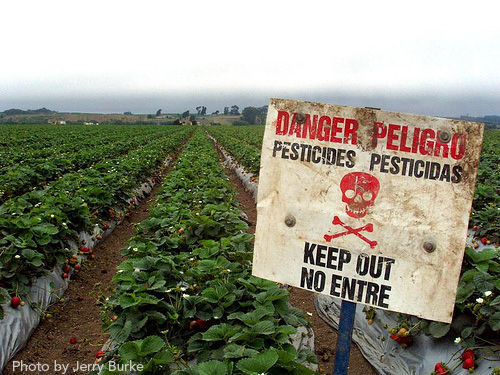 DANGER PELIGRO
PESTICIDES PESTICIDAS
KEEP OUT
NO ENTRE
Photo by Jerry Burke